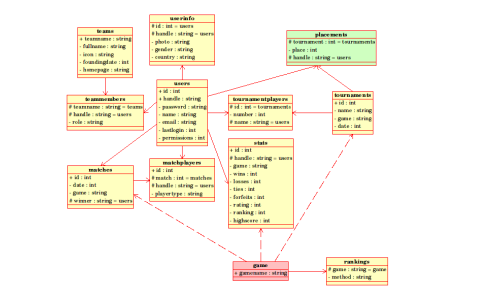 teams
+ teamname : string
- fullname : string
- icon : string
- foundingdate : int
- homepage : string
userinfo
# id : int = users
# handle : string = users
- photo : string
- gender : string
- country : string
placements
# tournament : int = tournaments
- place : int
# handle : string = users
teammembers
# teamname : string = teams
# handle : string = users
- role : string
users
+ id : int
+ handle : string
- password : string
- name : string
- email : string
- lastlogin : int
- permissions : int
tournamentplayers
# id : int = tournaments
- number : int
# name : string = users
tournaments
+ id : int
- name : string
- game : string
- date : int
matches
+ id : int
- date : int
- game : string
# winner : string = users
matchplayers
+ id : int
# match : int = matches
# handle : string = users
- playertype : string
stats
+ id : int
# handle : string = users
- game : string
- wins : int
- losses : int
- ties : int
- forfeits : int
- rating : int
- ranking : int
- highscore : int
game
+ gamename : string
rankings
# game : string = game
- method : string